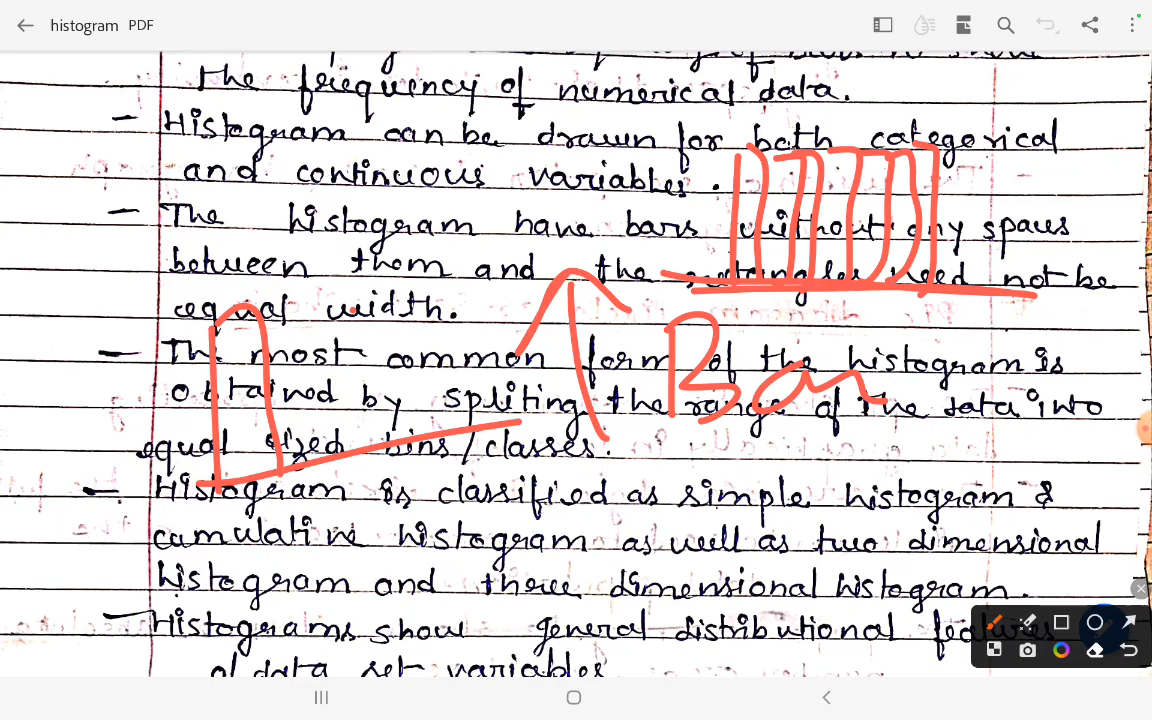 histogram PDF
the frequency of numerical data.
- Histogram can be drawn for both categorical
and continuous variables.
- The histogram have bars without any spaces
between them and the rectangles need not be
equal width.
- The most common form of the histogram is
obtained by spliting the range of the data into
equal sized bins/classes.
Bar
- Histogram is classified as simple histogram &
cumulative histogram as well as two dimensional
histogram and three dimensional histogram.
- Histograms show general distributional features
of data set variables